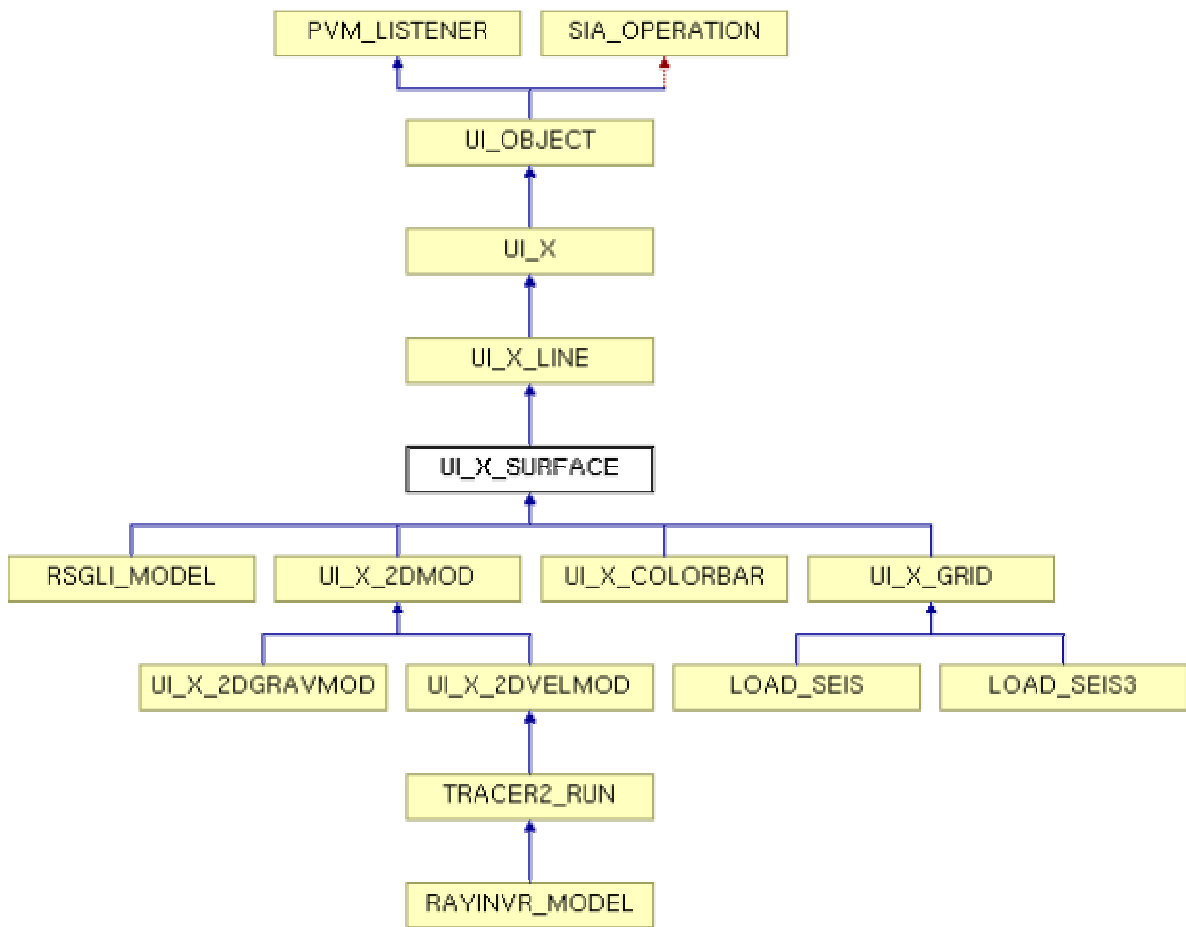 PVM_LISTENER
SIA_OPERATION
UI_OBJECT
UI_X
UI_X_LINE
UI_X_SURFACE
RSGLI_MODEL
UI_X_2DMOD
UI_X_COLORBAR
UI_X_GRID
UI_X_2DGRAVMOD
UI_X_2DVELMOD
LOAD_SEIS
LOAD_SEIS3
TRACER2_RUN
RAYINVR_MODEL